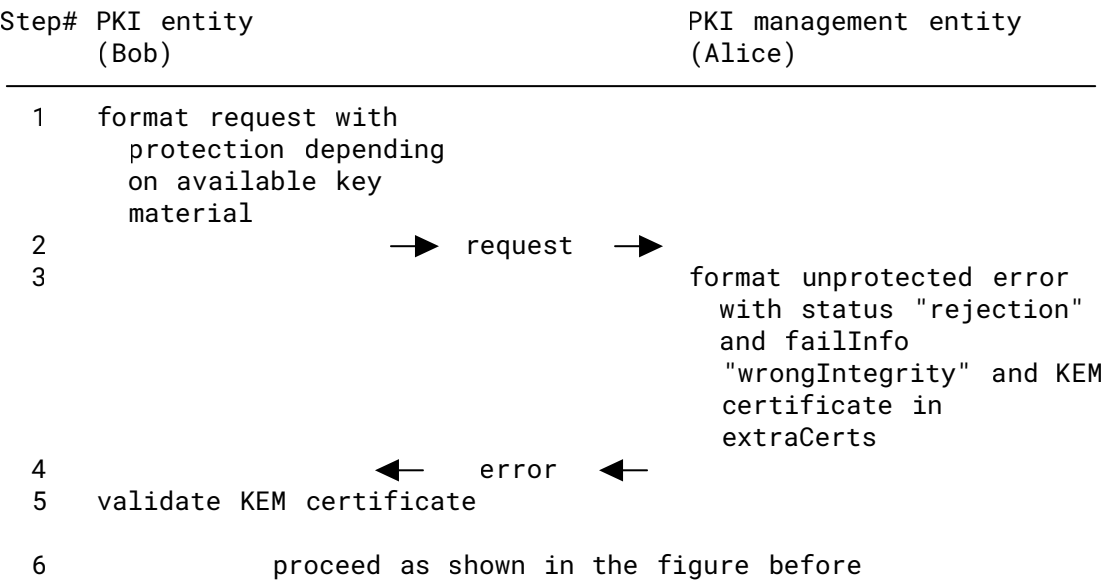 Step# PKI entity PKI management entity
(Bob) (Alice)
1 format request with
protection depending
on available key
material
2 request
3 format unprotected error
with status "rejection"
and failInfo
"wrongIntegrity" and KEM
certificate in
extraCerts
4 error
5 validate KEM certificate
6 proceed as shown in the figure before